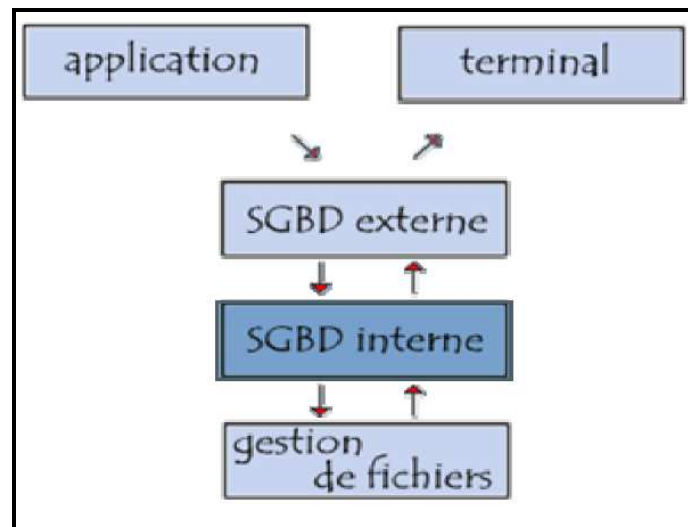 application
terminal
SGBD externe
SGBD interne
gestion
de fichiers